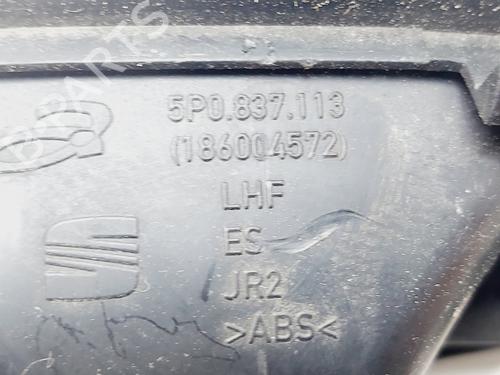 5P0.837.113
(186004572)
LHF
ES
JR2
>ABS<